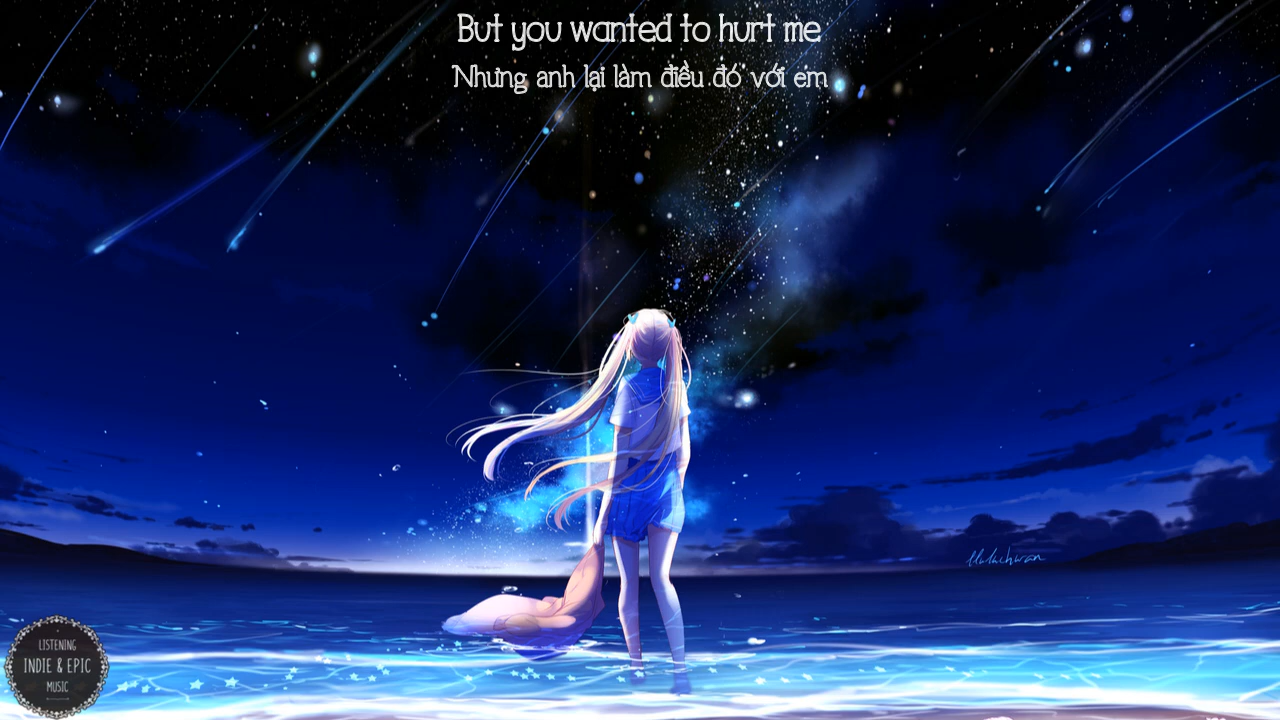 But you wanted to hurt me
Nhưng anh lại làm điều đó với em
LISTENING
INDIE & EPIC
MUSIC